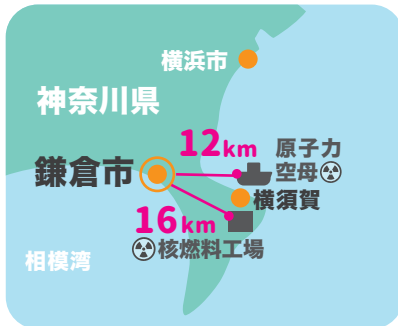 横浜市
神奈川県
12km
原子力
空母
鎌倉市
横須賀
16km
核燃料工場
相模湾